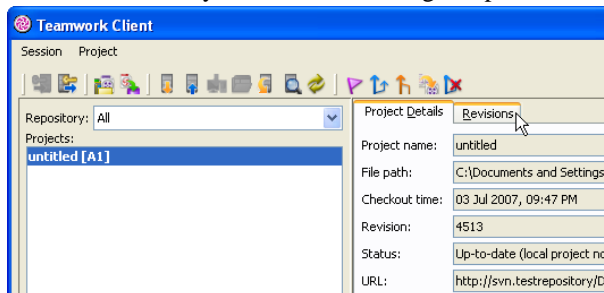 Teamwork Client
Session Project
Repository: All
Projects:
untitled [A1]
Project Details Revisions
Project name: untitled
File path: C:\Documents and Settings
Checkout time: 03 Jul 2007, 09:47 PM
Revision: 4513
Status: Up-to-date (local project no
URL: http://svn.testrepository/D